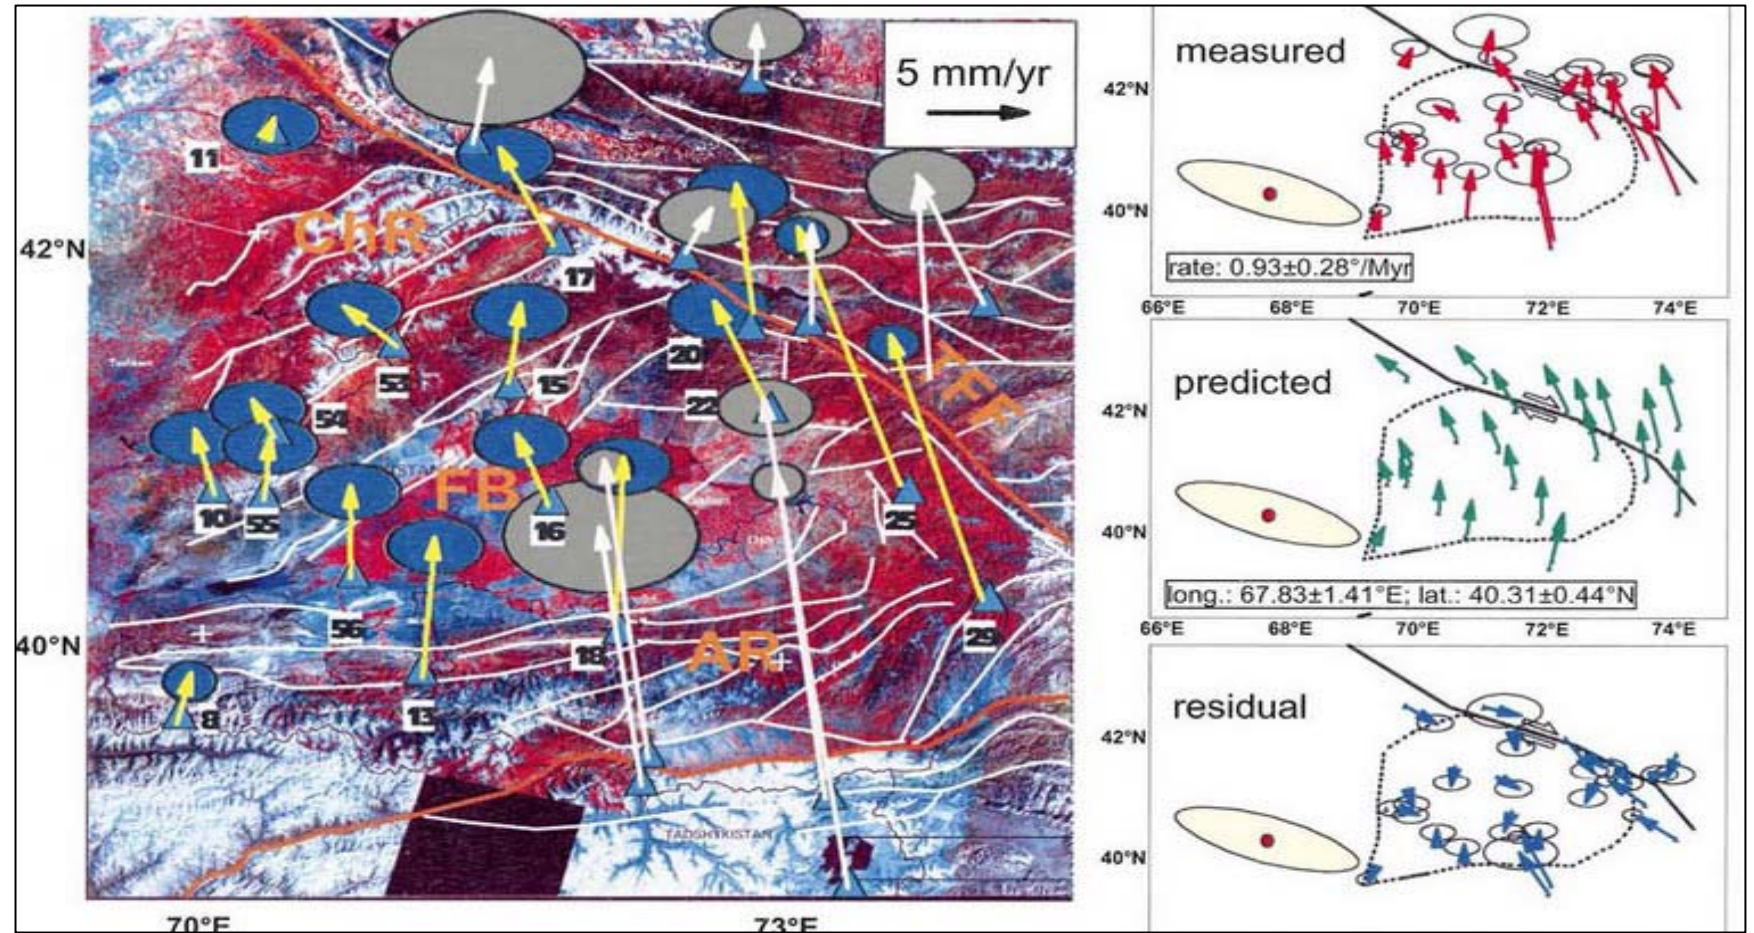 5 mm/yr
11
ChR
42°N
17
53
15
20
22
TFF
54
FB
10
55
16
25
Osh
56
18
AR
29
40°N
8
13
TADSHYKISTAN
70°E
73°E
measured
42°N
40°N
rate: 0.93±0.28°/Myr
66°E 68°E 70°E 72°E 74°E
predicted
42°N
40°N
long.: 67.83±1.41°E; lat.: 40.31±0.44°N
66°E 68°E 70°E 72°E 74°E
residual
42°N
40°N